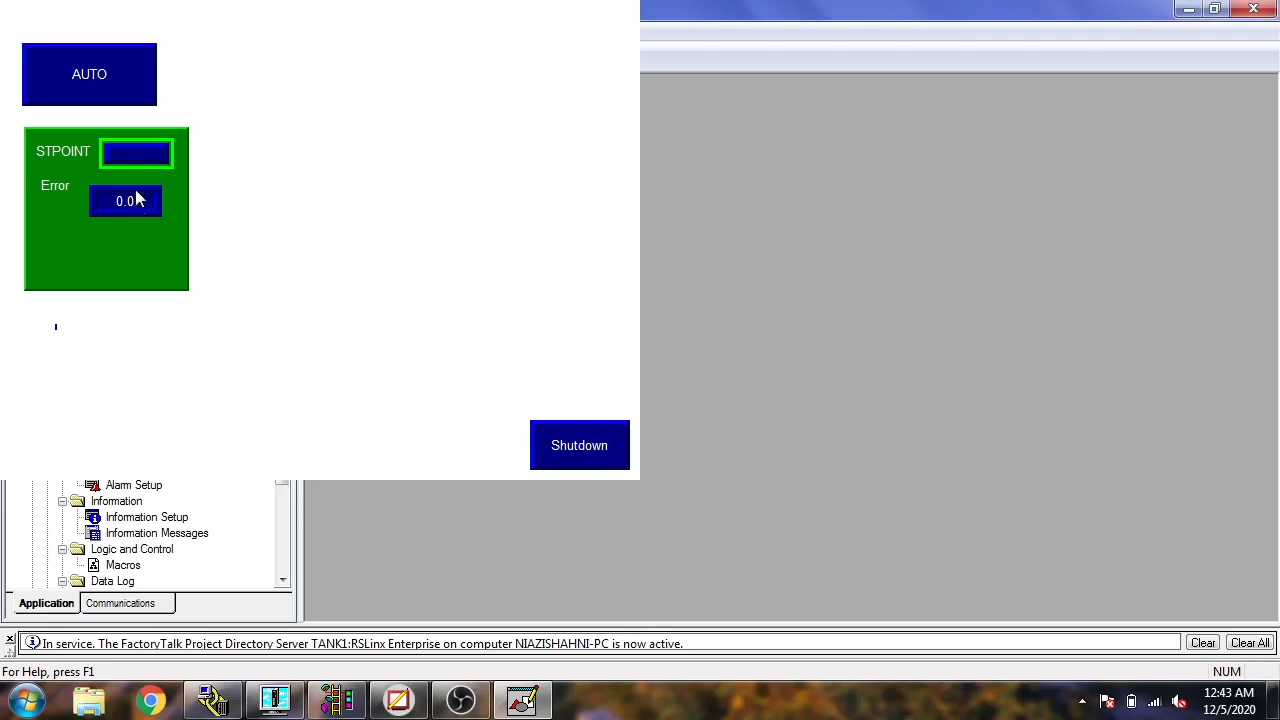 AUTO
STPOINT
Error
0.0
Shutdown
Alarm Setup
Information
Information Setup
Information Messages
Logic and Control
Macros
Data Log
Application
Communications
In service. The FactoryTalk Project Directory Server TANK1:RSLinx Enterprise on computer NIAZISHAHNI-PC is now active.
Clear
Clear All
For Help, press F1
NUM
12:43 AM
12/5/2020